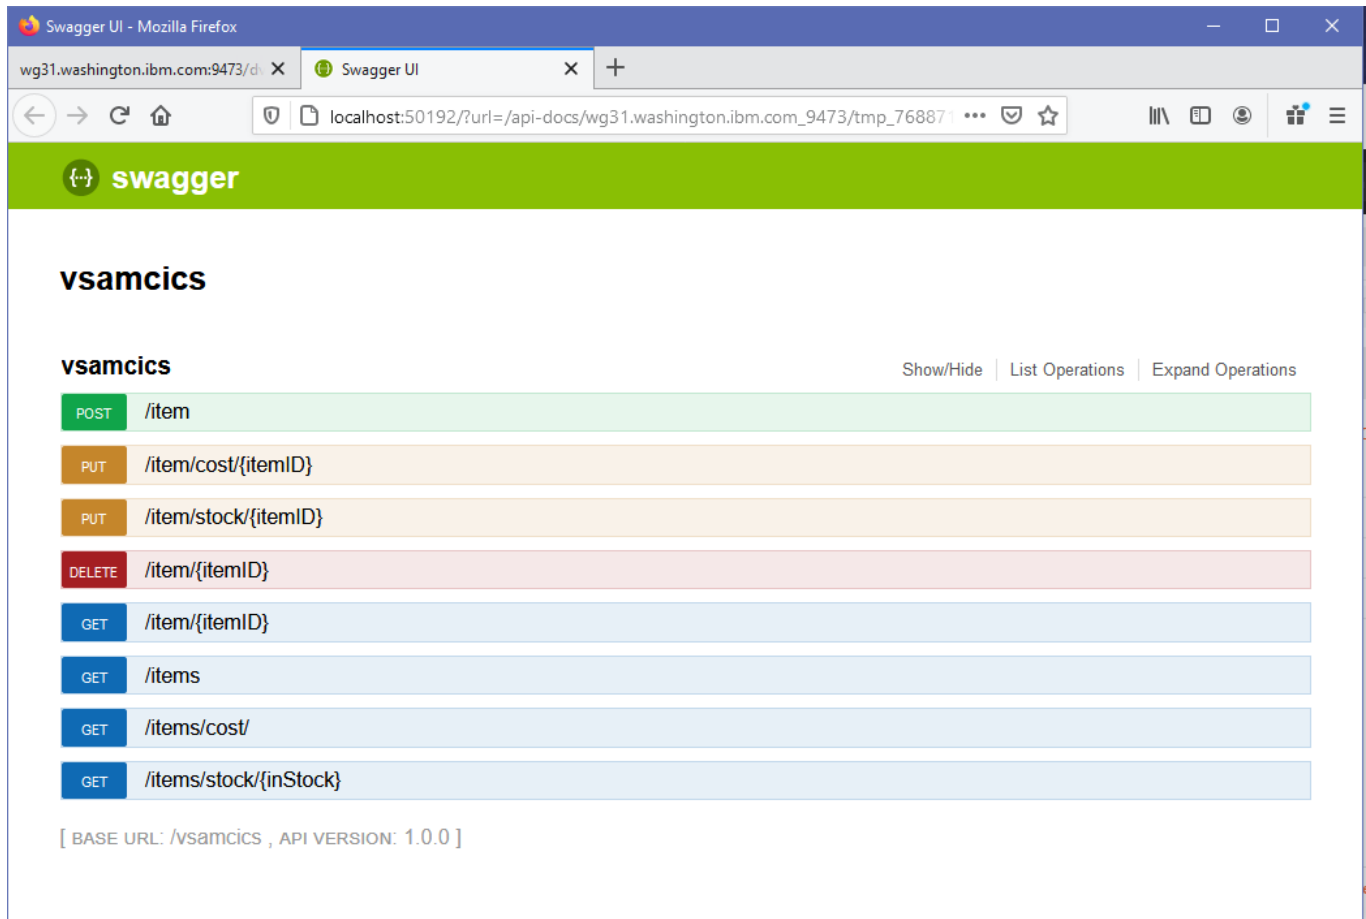 Swagger UI - Mozilla Firefox
wg31.washington.ibm.com:9473/d
Swagger UI
localhost:50192/?url=/api-docs/wg31.washington.ibm.com_9473/tmp_768871
{···} swagger
vsamcics
vsamcics Show/Hide List Operations Expand Operations
POST /item
PUT /item/cost/{itemID}
PUT /item/stock/{itemID}
DELETE /item/{itemID}
GET /item/{itemID}
GET /items
GET /items/cost/
GET /items/stock/{inStock}
[ BASE URL: /vsamcics , API VERSION: 1.0.0 ]